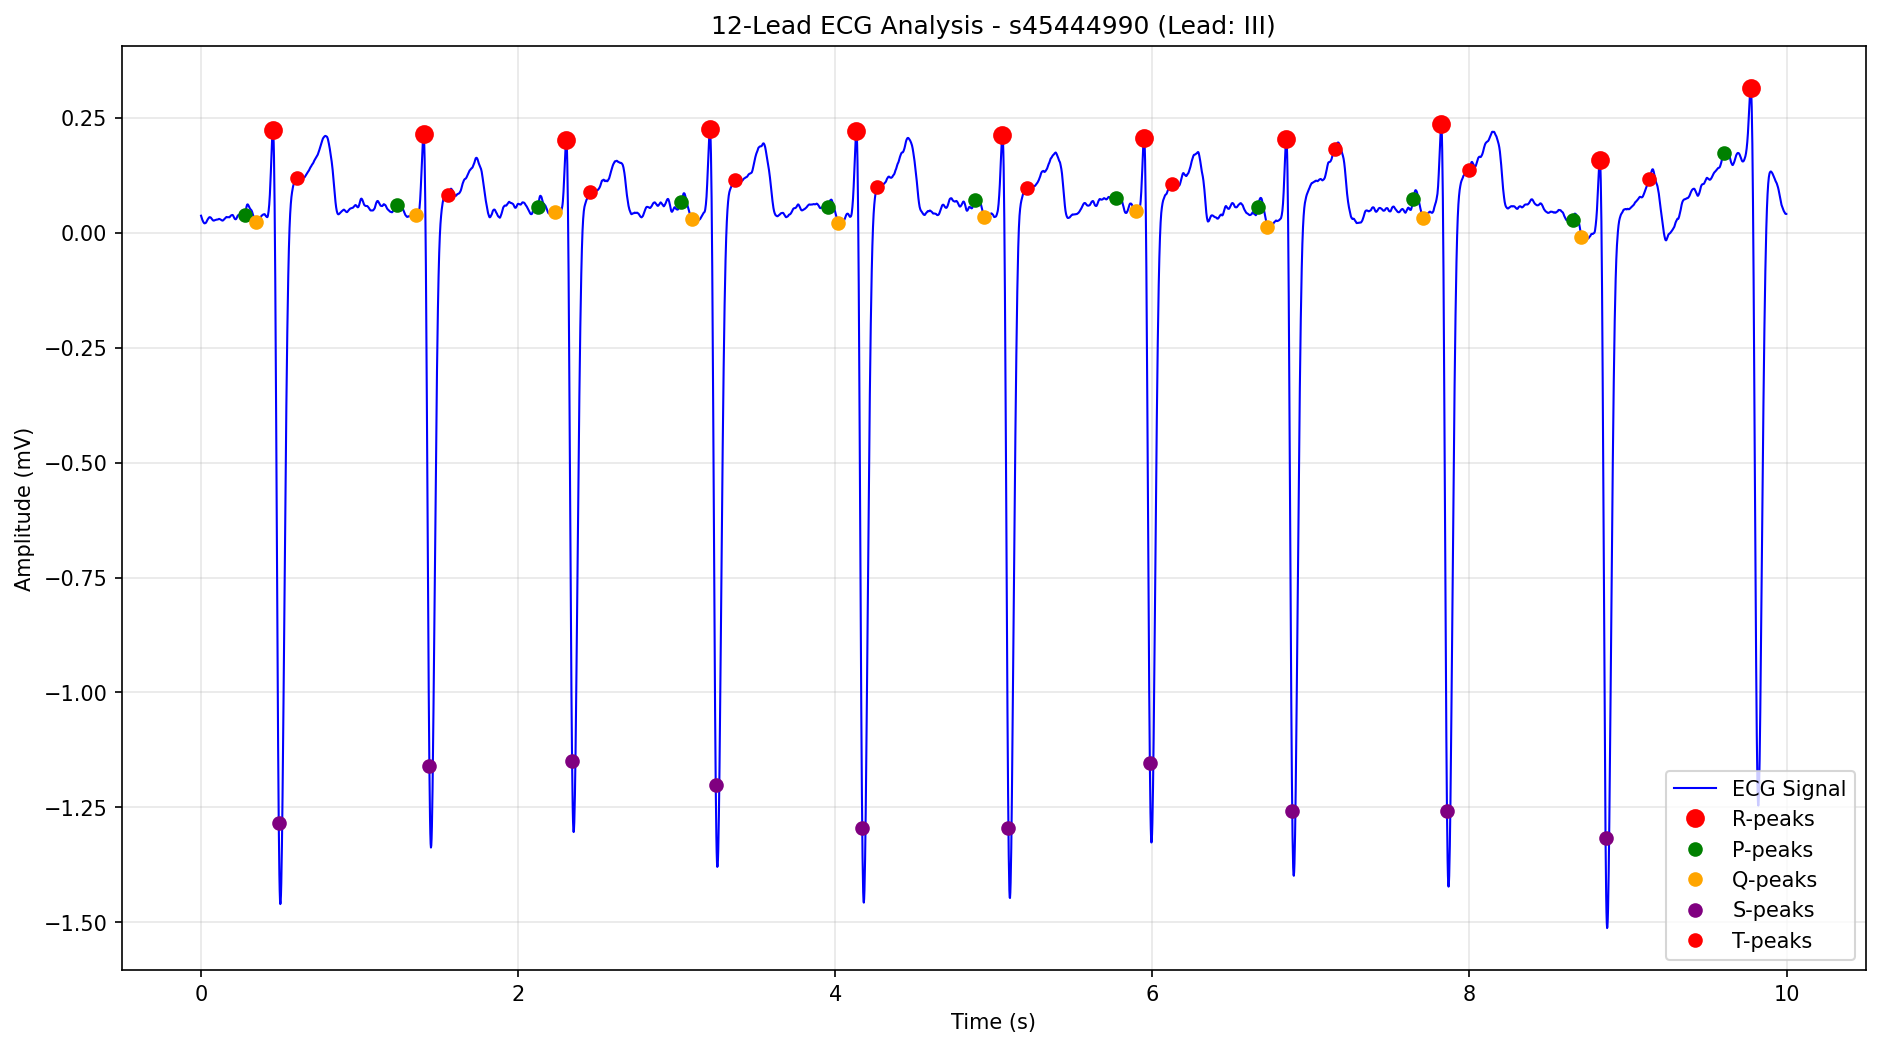 12-Lead ECG Analysis - s45444990 (Lead: III)
Amplitude (mV)
0.25
0.00
−0.25
−0.50
−0.75
−1.00
−1.25
−1.50
ECG Signal
R-peaks
P-peaks
Q-peaks
S-peaks
T-peaks
0 2 4 6 8 10
Time (s)